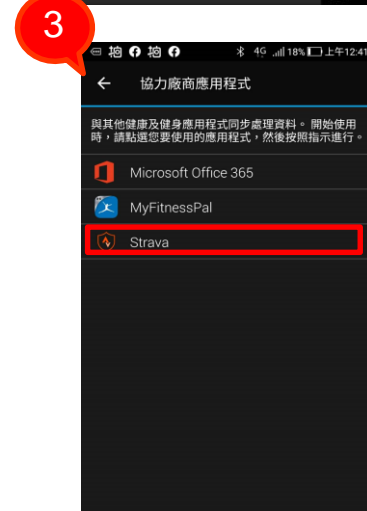 3
抱 抱 4G 18% 上午12:41
← 協力廠商應用程式
與其他健康及健身應用程式同步處理資料。 開始使用
時，請點選您要使用的應用程式，然後按照指示進行。
Microsoft Office 365
MyFitnessPal
Strava